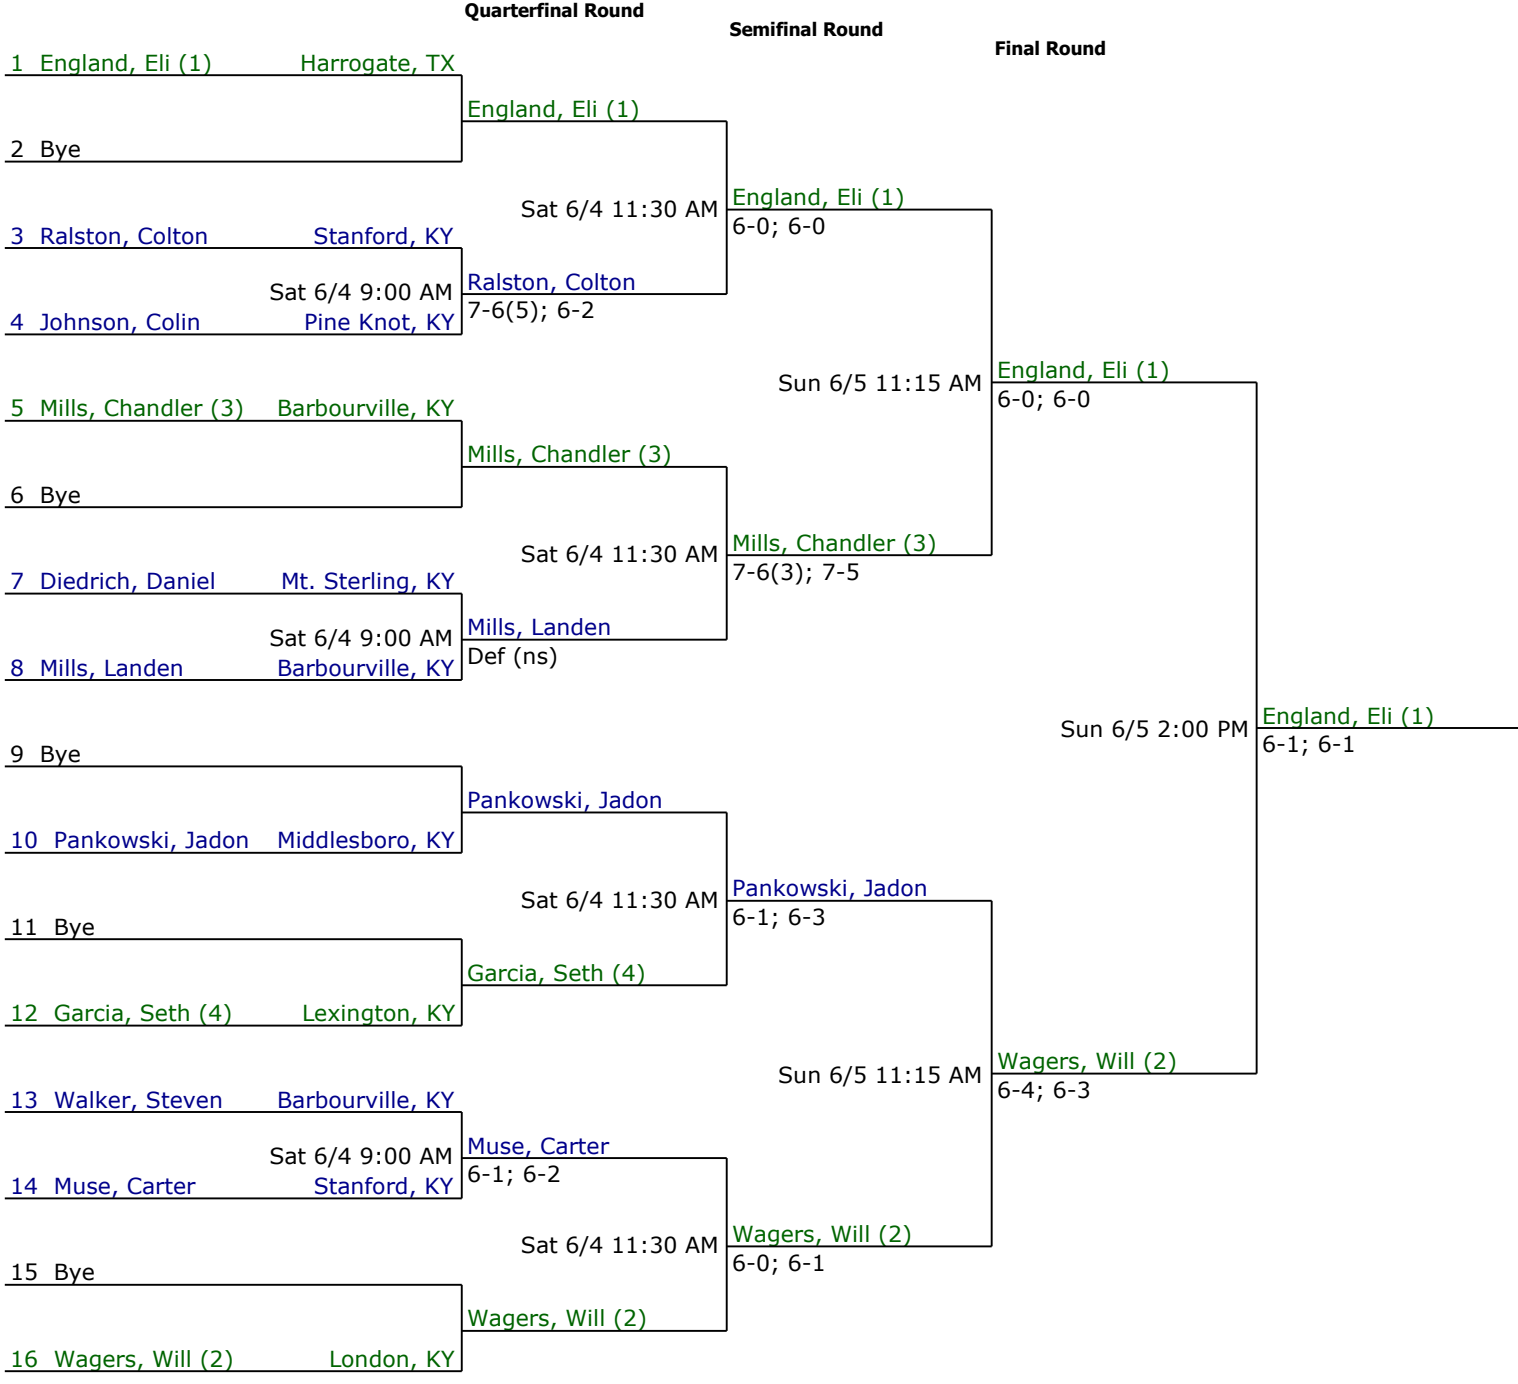 Quarterfinal Round
Semifinal Round
Final Round
1 England, Eli (1) Harrogate, TX
England, Eli (1)
2 Bye
England, Eli (1)
Sat 6/4 11:30 AM
6-0; 6-0
3 Ralston, Colton Stanford, KY
Ralston, Colton
Sat 6/4 9:00 AM
7-6(5); 6-2
4 Johnson, Colin Pine Knot, KY
England, Eli (1)
Sun 6/5 11:15 AM
6-0; 6-0
5 Mills, Chandler (3) Barbourville, KY
Mills, Chandler (3)
6 Bye
Mills, Chandler (3)
Sat 6/4 11:30 AM
7-6(3); 7-5
7 Diedrich, Daniel Mt. Sterling, KY
Mills, Landen
Sat 6/4 9:00 AM
Def (ns)
8 Mills, Landen Barbourville, KY
England, Eli (1)
Sun 6/5 2:00 PM
6-1; 6-1
9 Bye
Pankowski, Jadon
10 Pankowski, Jadon Middlesboro, KY
Pankowski, Jadon
Sat 6/4 11:30 AM
6-1; 6-3
11 Bye
Garcia, Seth (4)
12 Garcia, Seth (4) Lexington, KY
Wagers, Will (2)
Sun 6/5 11:15 AM
6-4; 6-3
13 Walker, Steven Barbourville, KY
Muse, Carter
Sat 6/4 9:00 AM
6-1; 6-2
14 Muse, Carter Stanford, KY
Wagers, Will (2)
Sat 6/4 11:30 AM
6-0; 6-1
15 Bye
Wagers, Will (2)
16 Wagers, Will (2) London, KY